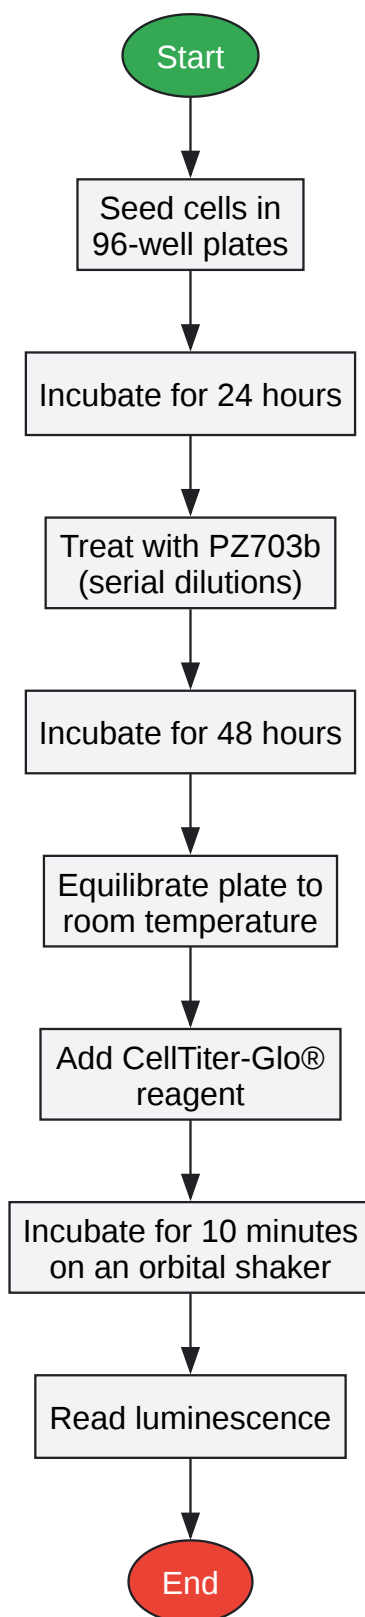 Start
Seed cells in
96-well plates
Incubate for 24 hours
Treat with PZ703b
(serial dilutions)
Incubate for 48 hours
Equilibrate plate to
room temperature
Add CellTiter-Glo®
reagent
Incubate for 10 minutes
on an orbital shaker
Read luminescence
End